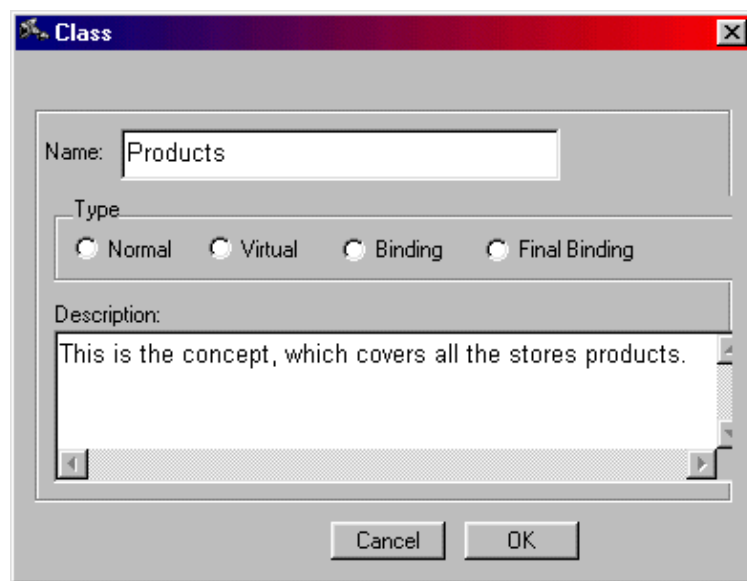 Class
Name: Products
Type
Normal Virtual Binding Final Binding
Description:
This is the concept, which covers all the stores products.
Cancel OK